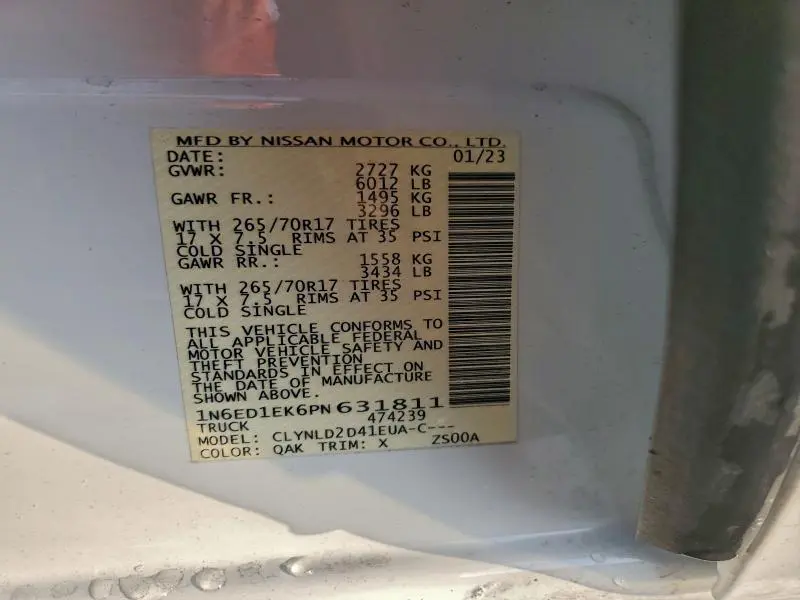 MFD BY NISSAN MOTOR CO., LTD.
DATE: 01/23
GVWR: 2727 KG
6012 LB
GAWR FR.: 1495 KG
3296 LB
WITH 265/70R17 TIRES
17 X 7.5 RIMS AT 35 PSI
COLD SINGLE
GAWR RR.: 1558 KG
3434 LB
WITH 265/70R17 TIRES
17 X 7.5 RIMS AT 35 PSI
COLD SINGLE
THIS VEHICLE CONFORMS TO
ALL APPLICABLE FEDERAL
MOTOR VEHICLE SAFETY AND
THEFT PREVENTION
STANDARDS IN EFFECT ON
THE DATE OF MANUFACTURE
SHOWN ABOVE.
1N6ED1EK6PN631811
TRUCK 474239
MODEL: CLYNLD2D41EUA-C---
COLOR: QAK TRIM: X ZS00A